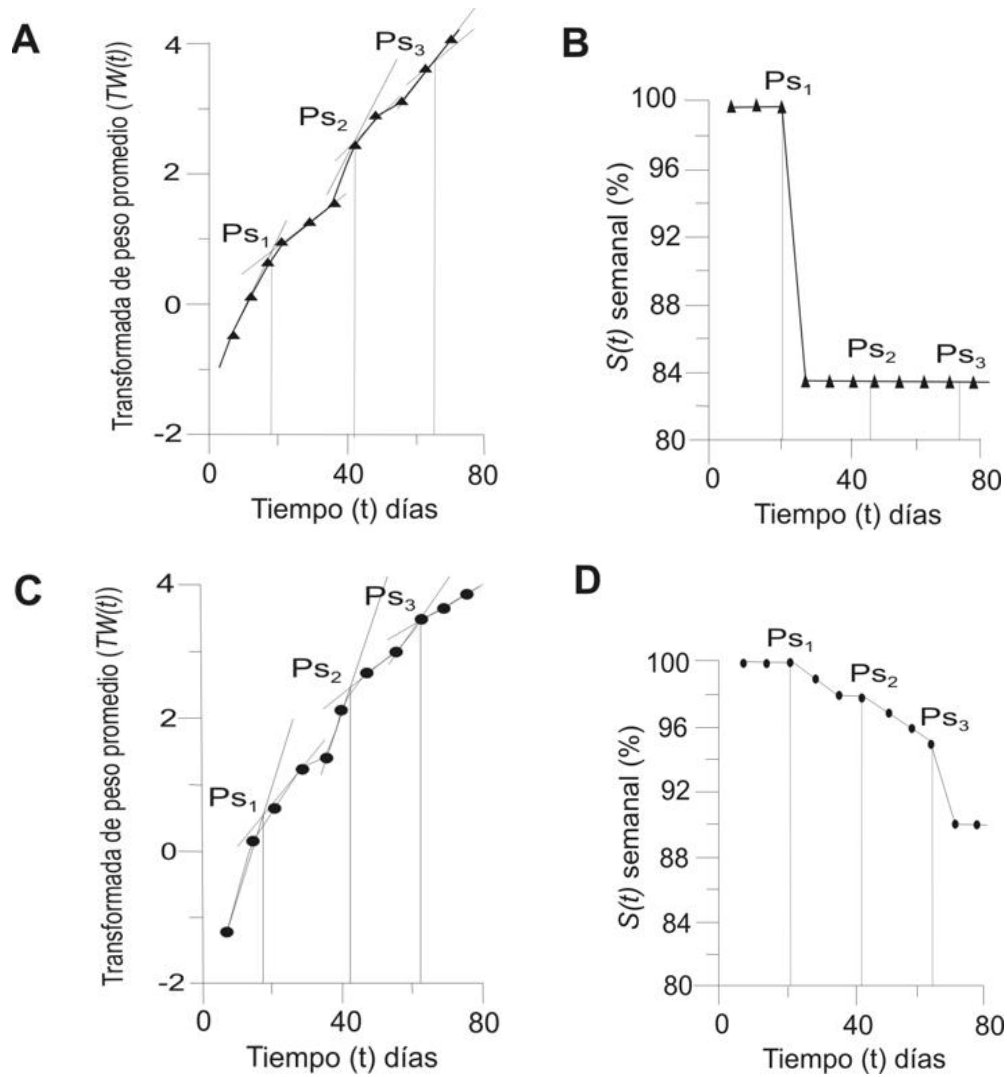 A
Transformada de peso promedio (TW(t))
4
2
0
-2
Ps1
Ps2
Ps3
0
40
80
Tiempo (t) días
B
S(t) semanal (%)
100
96
92
88
84
80
Ps1
Ps2
Ps3
0
40
80
Tiempo (t) días
C
Transformada de peso promedio (TW(t))
4
2
0
-2
Ps1
Ps2
Ps3
0
40
80
Tiempo (t) días
D
S(t) semanal (%)
100
96
92
88
84
80
Ps1
Ps2
Ps3
0
40
80
Tiempo (t) días